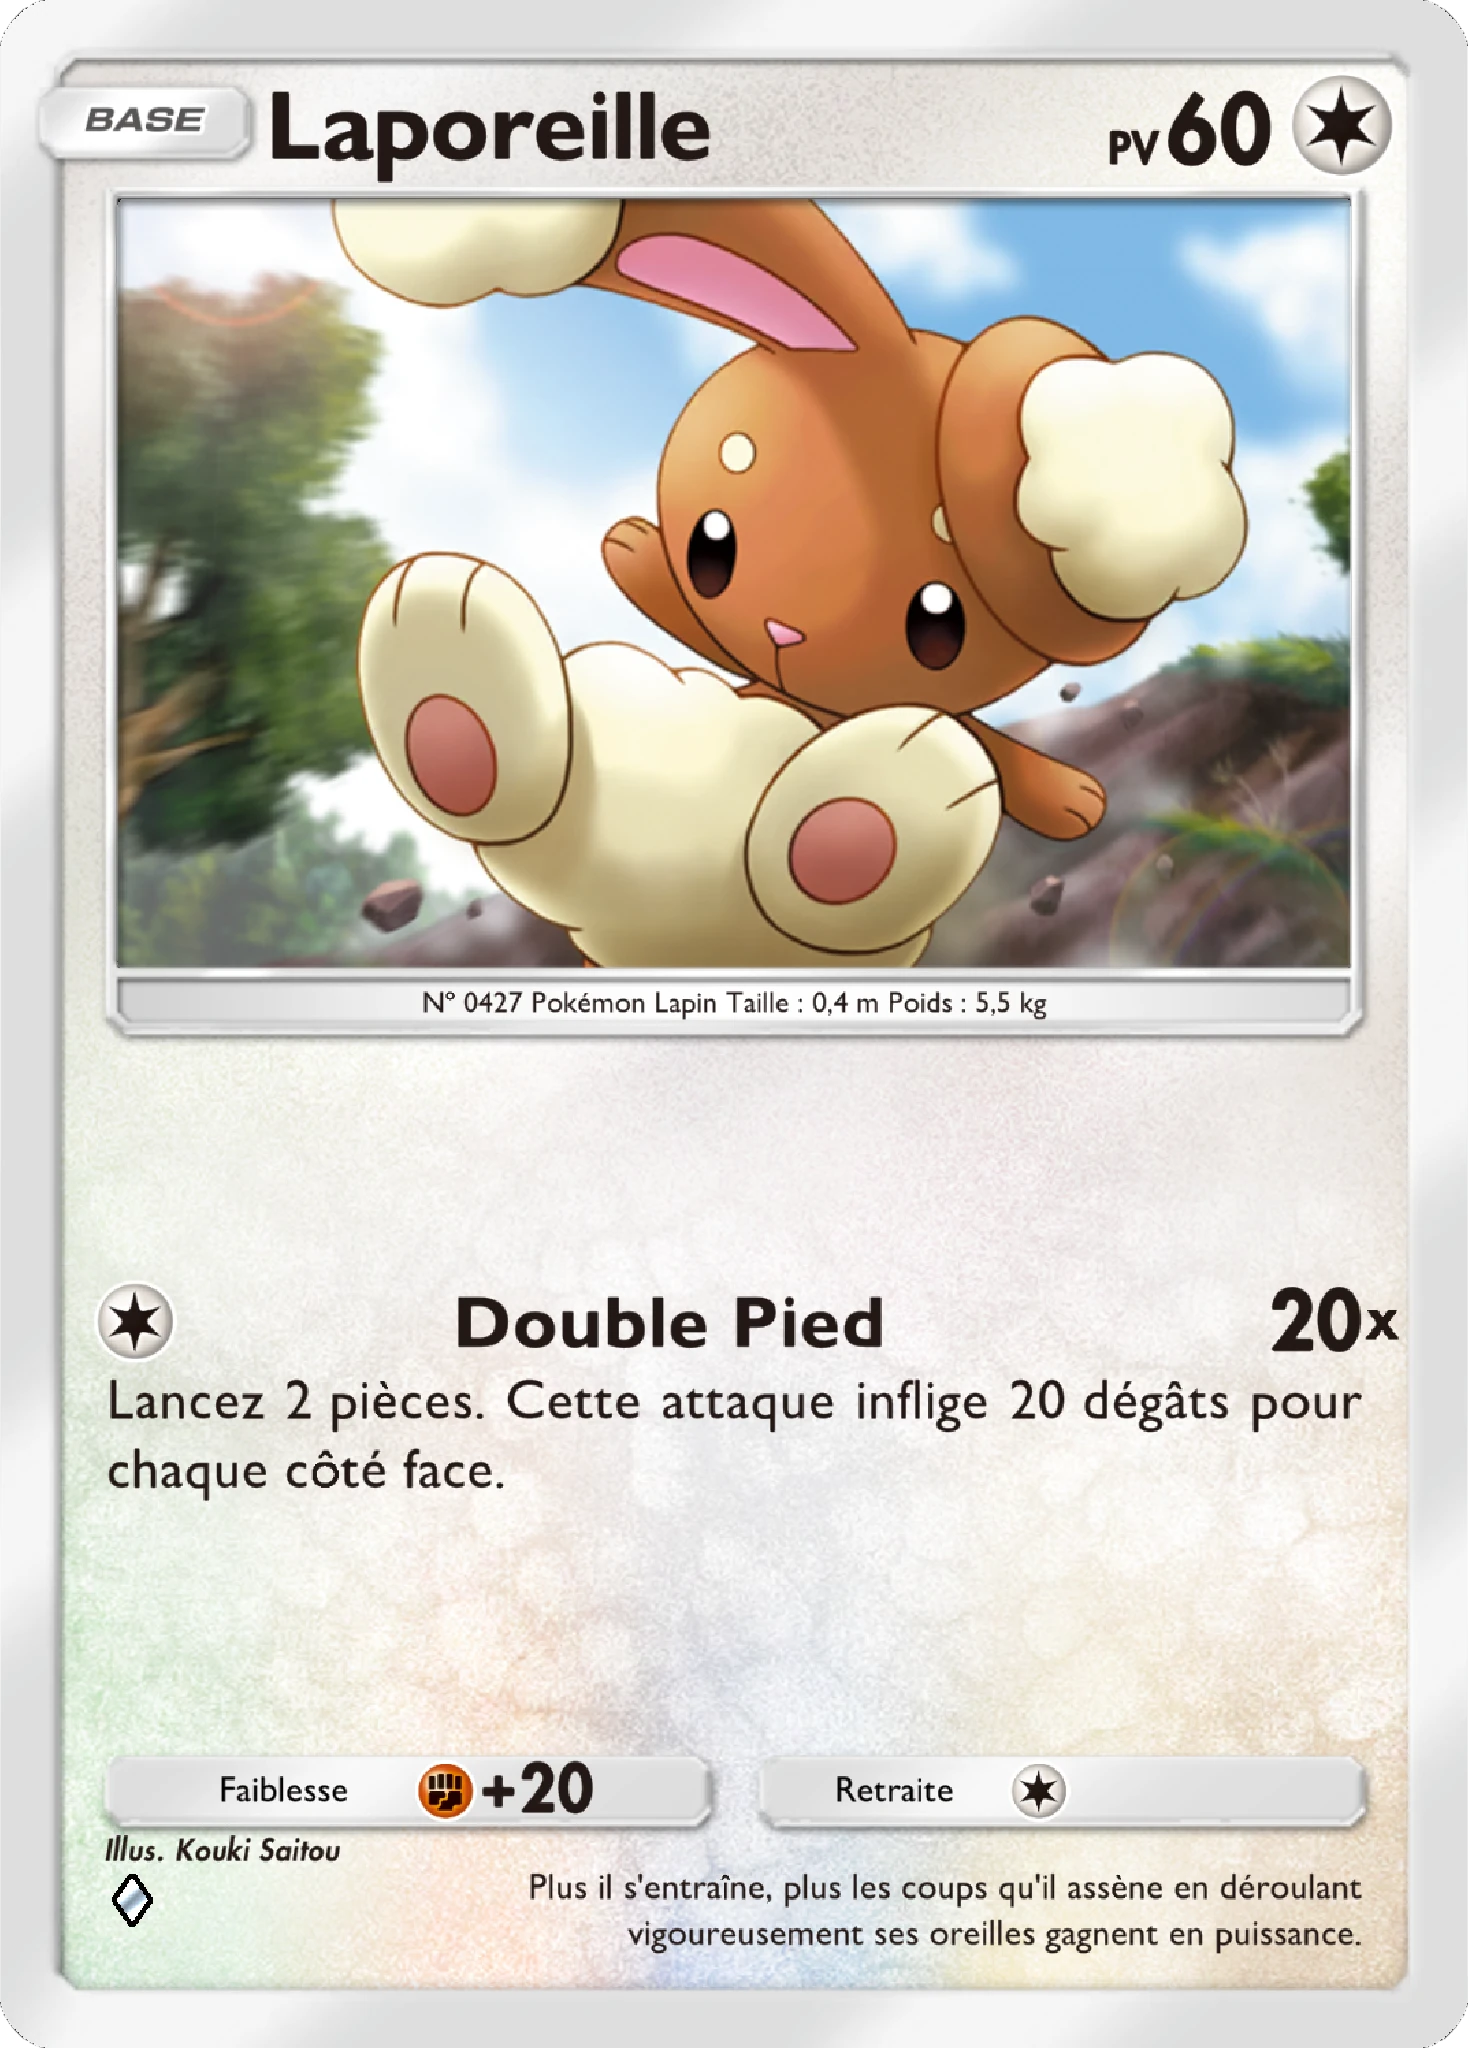 BASE Laporeille PV 60
N° 0427 Pokémon Lapin Taille : 0,4 m Poids : 5,5 kg
Double Pied 20x
Lancez 2 pièces. Cette attaque inflige 20 dégâts pour
chaque côté face.
Faiblesse +20 Retraite
Illus. Kouki Saitou
Plus il s'entraîne, plus les coups qu'il assène en déroulant
vigoureusement ses oreilles gagnent en puissance.